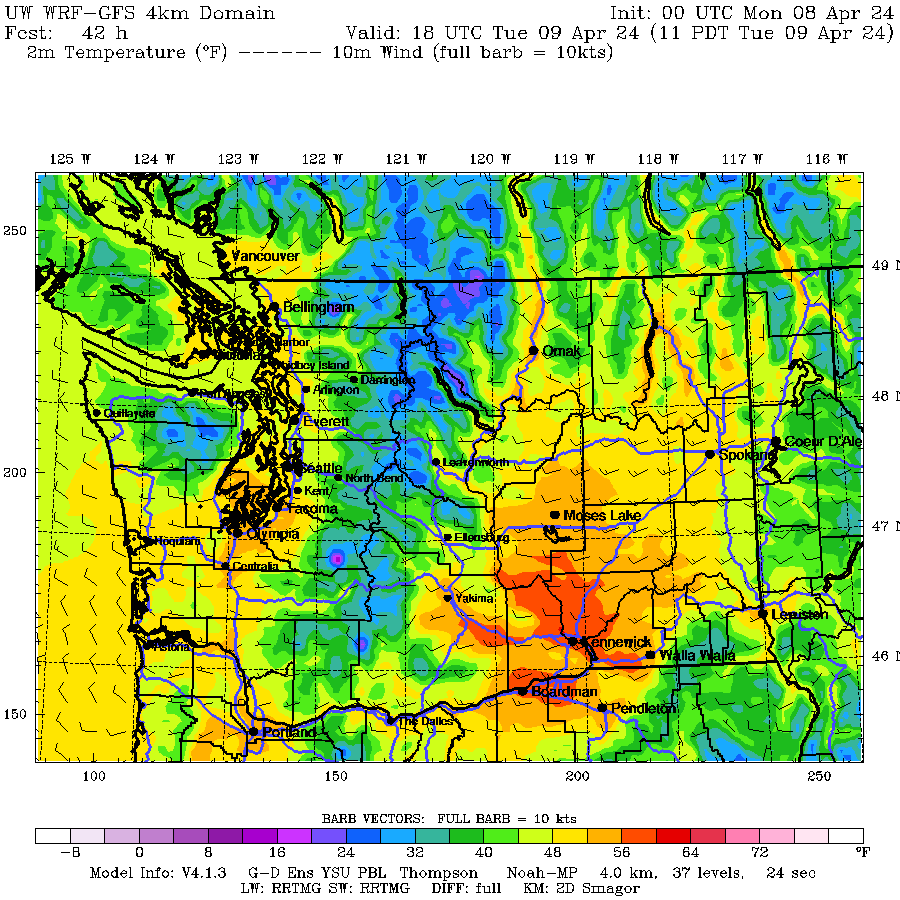 UW WRF-GFS 4km Domain Init: 00 UTC Mon 08 Apr 24
Fcst: 42 h Valid: 18 UTC Tue 09 Apr 24 (11 PDT Tue 09 Apr 24)
2m Temperature (°F) ------ 10m Wind (full barb = 10kts)
125 W 124 W 123 W 122 W 121 W 120 W 119 W 118 W 117 W 116 W
250
Vancouver
49 N
Bellingham
Harbor
Omak
Whidbey Island
Darrington
Arlington
Port Angeles
48 N
Quillayute
Everett
Coeur D'Ale
Spokane
Leavenworth
Seattle
200
North Bend
Kent
Tacoma
Moses Lake
47 N
Olympia
Ellensburg
Hoquiam
Centralia
Yakima
Lewiston
Kennewick
Astoria
Walla Walla
46 N
Boardman
Pendleton
150
The Dalles
Portland
100 150 200 250
BARB VECTORS: FULL BARB = 10 kts
-8 0 8 16 24 32 40 48 56 64 72 °F
Model Info: V4.1.3 G-D Ens YSU PBL Thompson Noah-MP 4.0 km, 37 levels, 24 sec
LW: RRTMG SW: RRTMG DIFF: full KM: 2D Smagor